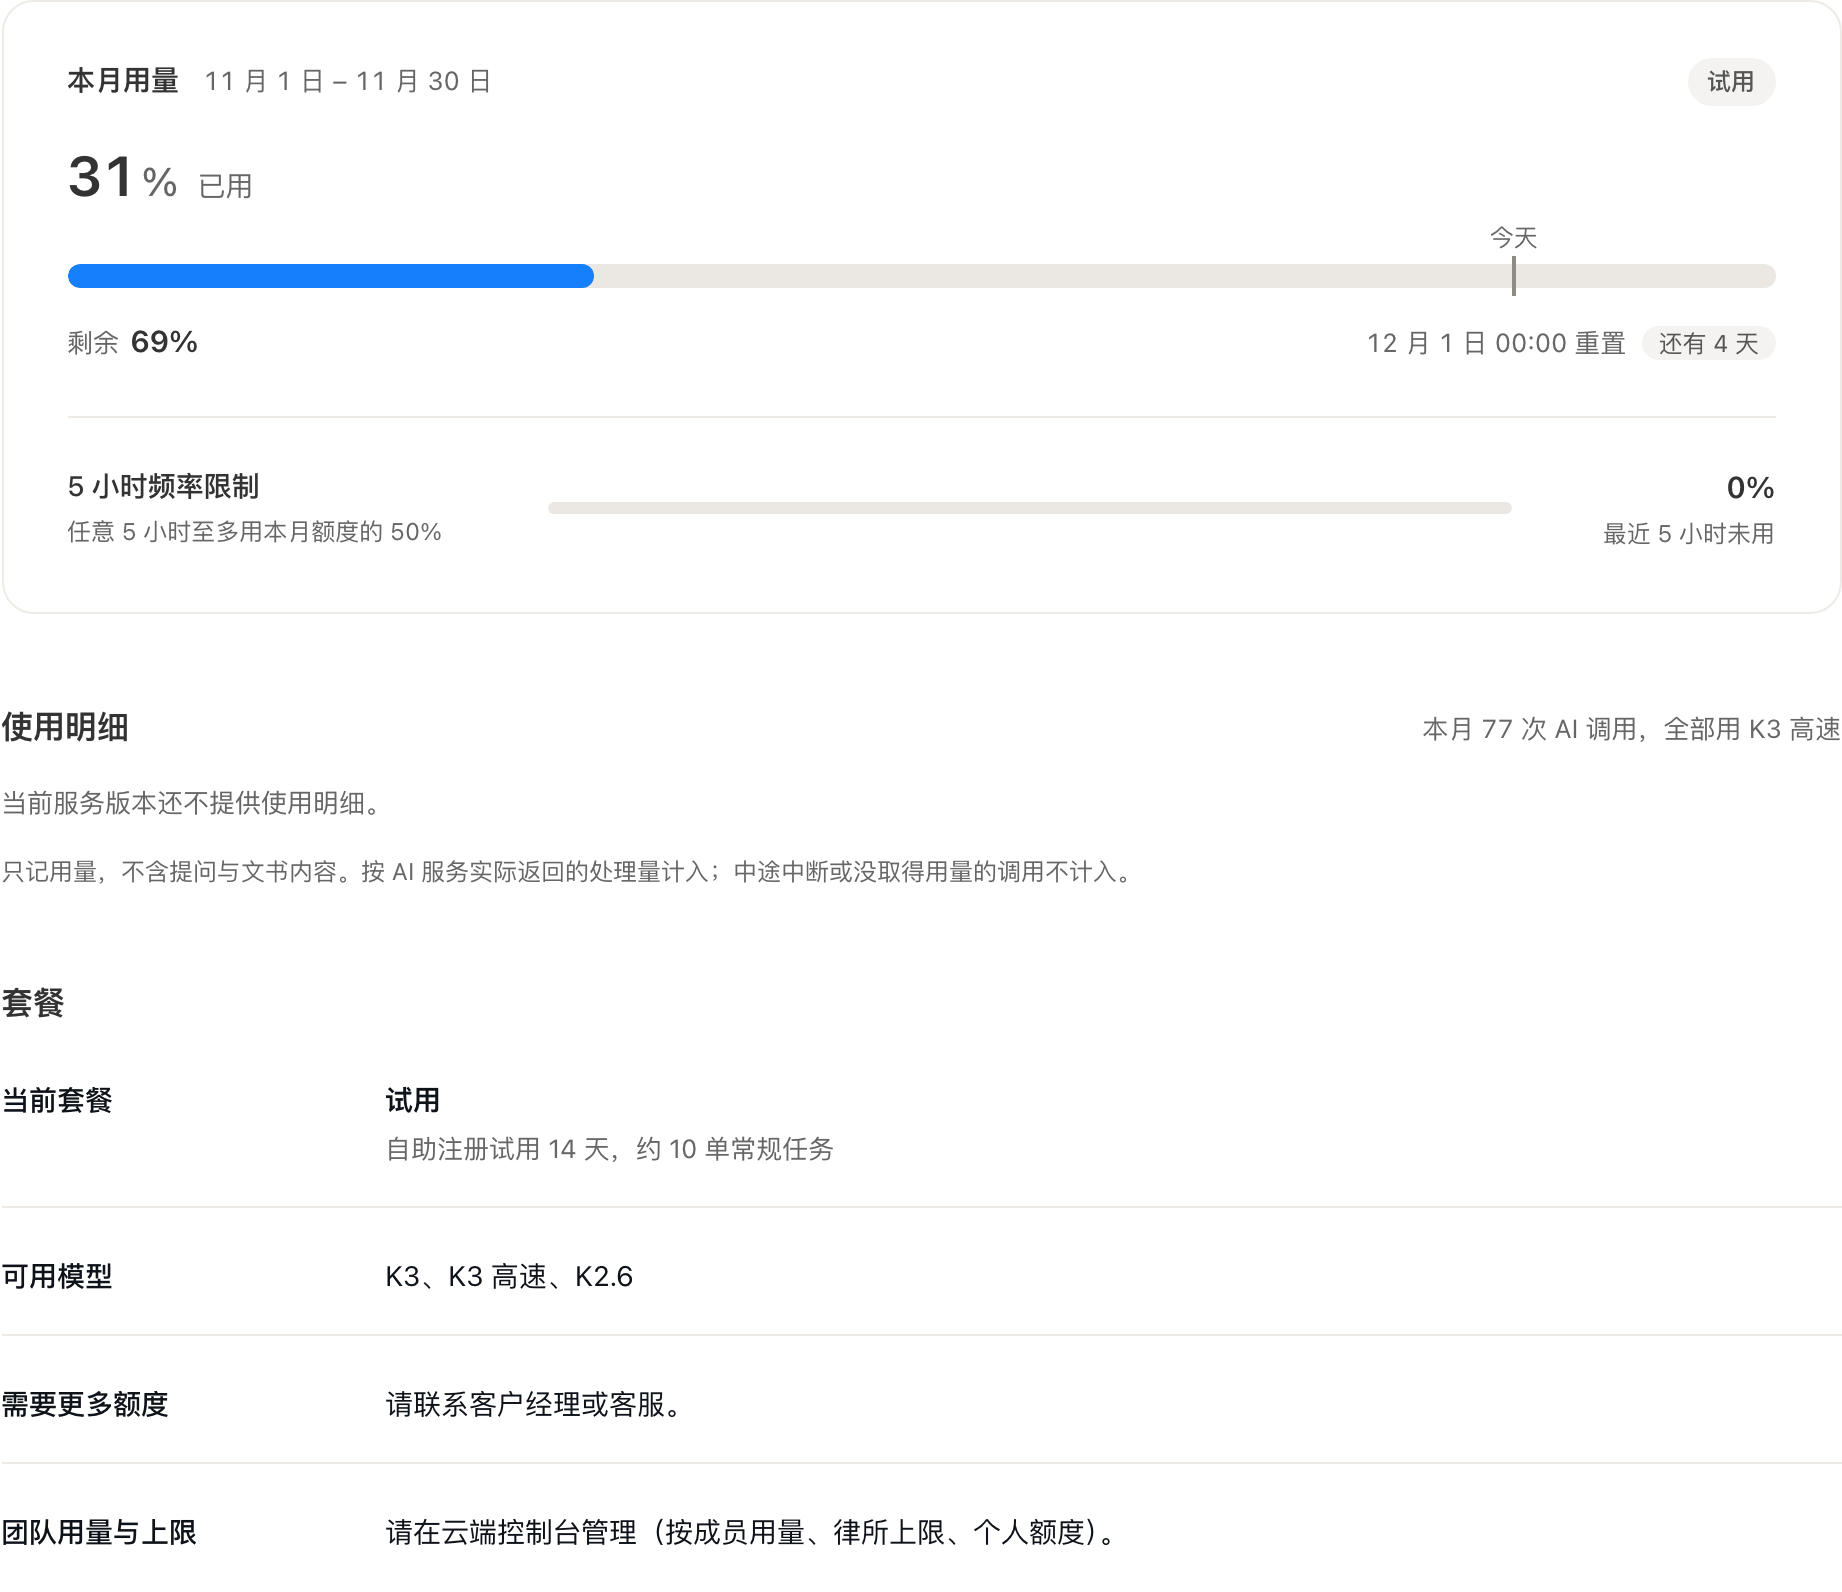 本月用量 11 月 1 日 – 11 月 30 日 试用
31% 已用
今天
剩余 69% 12 月 1 日 00:00 重置 还有 4 天
5 小时频率限制 0%
任意 5 小时至多用本月额度的 50% 最近 5 小时未用
使用明细 本月 77 次 AI 调用，全部用 K3 高速
当前服务版本还不提供使用明细。
只记用量，不含提问与文书内容。按 AI 服务实际返回的处理量计入；中途中断或没取得用量的调用不计入。
套餐
当前套餐 试用
自助注册试用 14 天，约 10 单常规任务
可用模型 K3、K3 高速、K2.6
需要更多额度 请联系客户经理或客服。
团队用量与上限 请在云端控制台管理（按成员用量、律所上限、个人额度）。